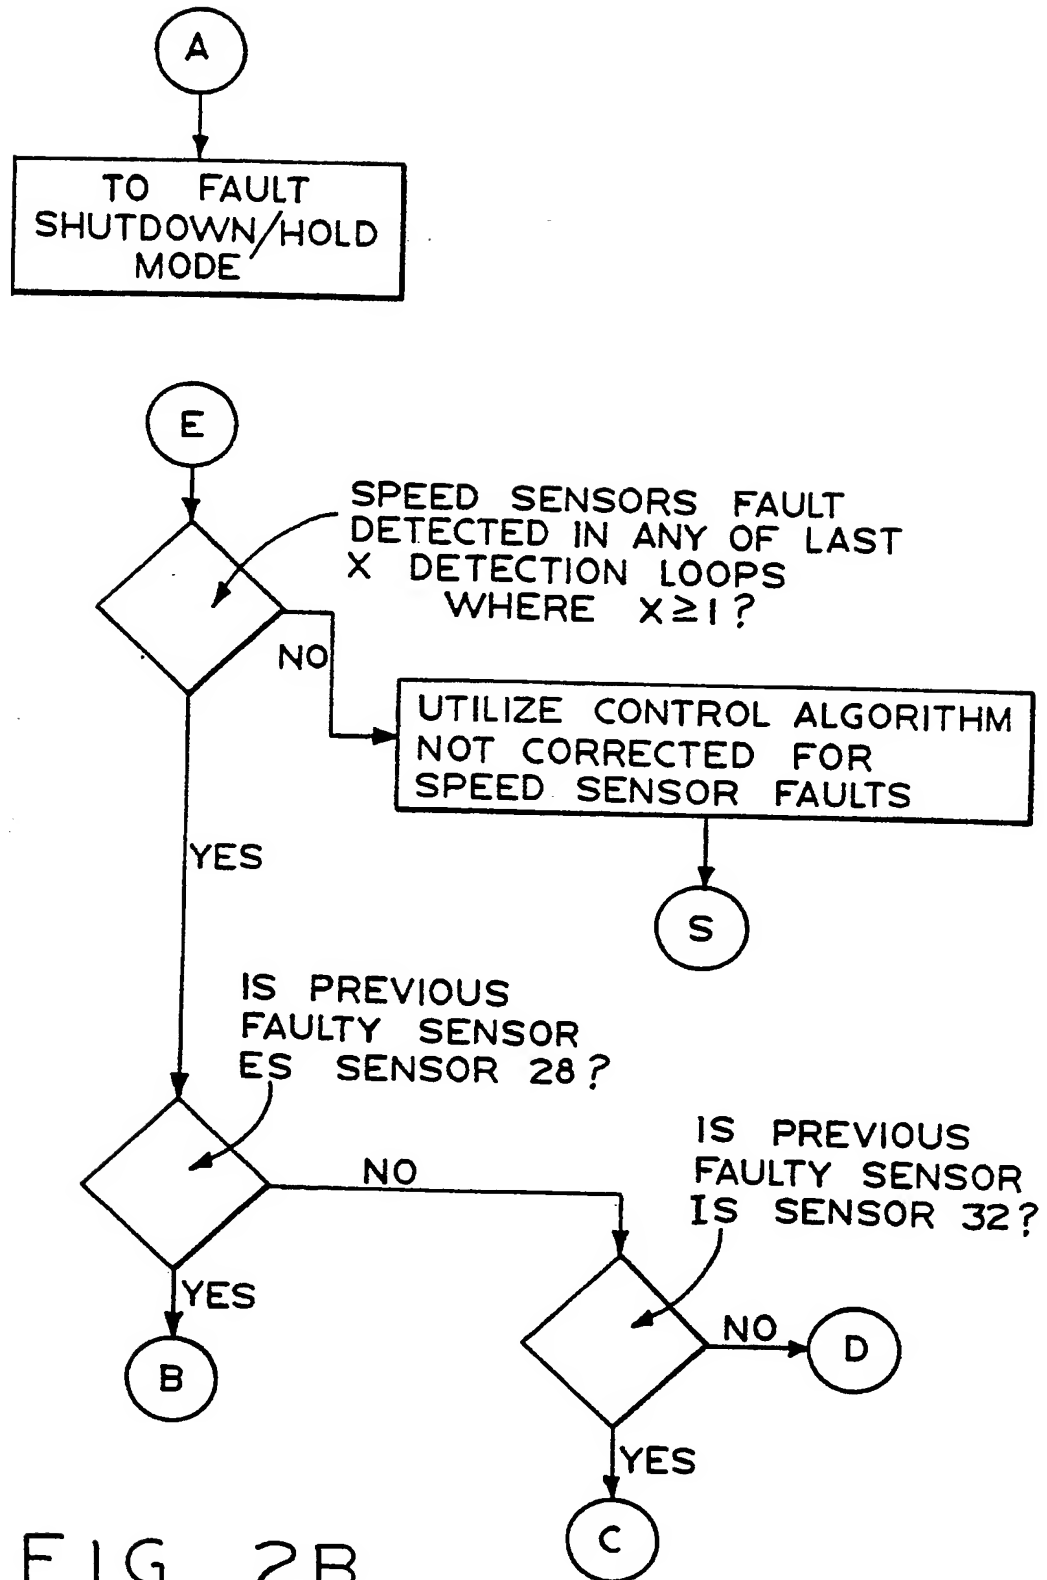 A
TO FAULT
SHUTDOWN/HOLD
MODE
E
SPEED SENSORS FAULT
DETECTED IN ANY OF LAST
X DETECTION LOOPS
WHERE X≥1?
NO
UTILIZE CONTROL ALGORITHM
NOT CORRECTED FOR
SPEED SENSOR FAULTS
YES
S
IS PREVIOUS
FAULTY SENSOR
ES SENSOR 28?
NO
IS PREVIOUS
FAULTY SENSOR
IS SENSOR 32?
YES
B
NO
D
YES
C
FIG 2B